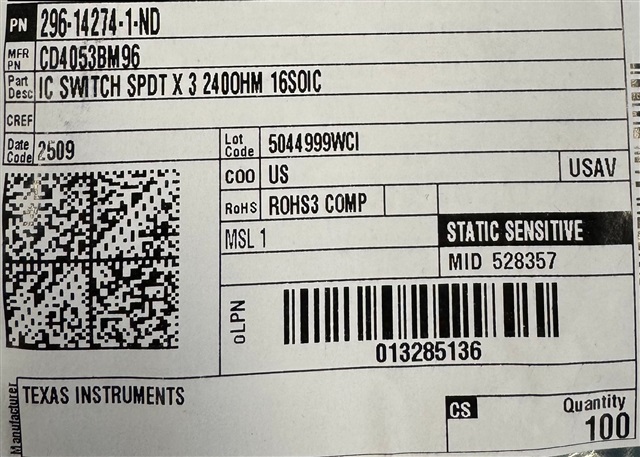 PN 296-14274-1-ND
MFR PN CD4053BM96
Part Desc IC SWITCH SPDT X 3 240OHM 16SOIC
CREF
Date Code 2509
Lot Code 5044999WCI
COO US USAV
RoHS ROHS3 COMP
MSL 1 STATIC SENSITIVE
MID 528357
oLPN
013285136
Manufacturer TEXAS INSTRUMENTS
CS Quantity
100